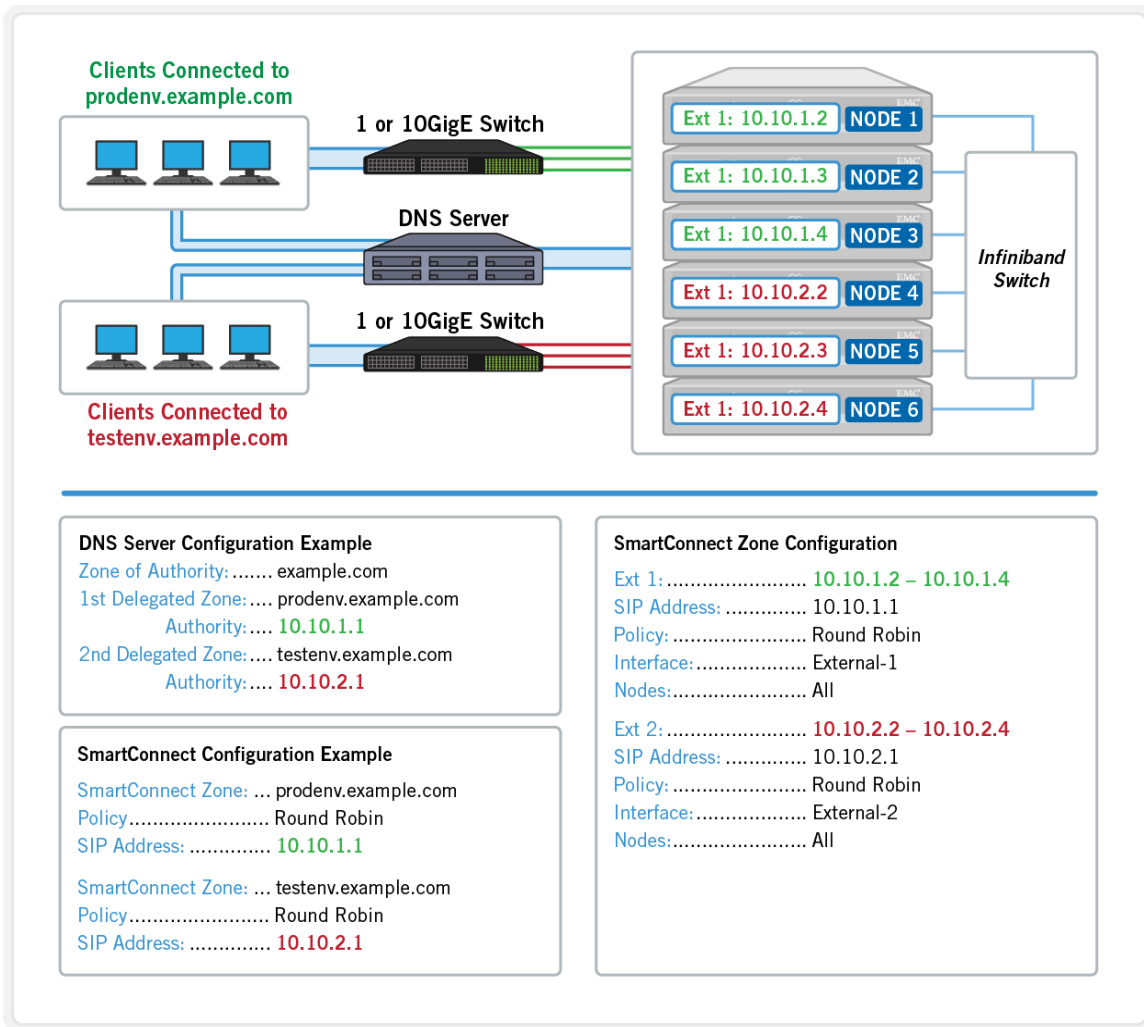 Clients Connected to
prodenv.example.com
1 or 10GigE Switch
DNS Server
1 or 10GigE Switch
Clients Connected to
testenv.example.com
EMC²
Ext 1: 10.10.1.2 NODE 1
EMC²
Ext 1: 10.10.1.3 NODE 2
EMC²
Ext 1: 10.10.1.4 NODE 3
EMC²
Ext 1: 10.10.2.2 NODE 4
EMC²
Ext 1: 10.10.2.3 NODE 5
EMC²
Ext 1: 10.10.2.4 NODE 6
Infiniband
Switch
DNS Server Configuration Example
Zone of Authority: ....... example.com
1st Delegated Zone: .... prodenv.example.com
Authority: .... 10.10.1.1
2nd Delegated Zone: .... testenv.example.com
Authority: .... 10.10.2.1
SmartConnect Configuration Example
SmartConnect Zone: ... prodenv.example.com
Policy........................ Round Robin
SIP Address: .............. 10.10.1.1
SmartConnect Zone: ... testenv.example.com
Policy........................ Round Robin
SIP Address: .............. 10.10.2.1
SmartConnect Zone Configuration
Ext 1: ........................ 10.10.1.2 – 10.10.1.4
SIP Address: .............. 10.10.1.1
Policy: ....................... Round Robin
Interface: ................... External-1
Nodes:....................... All
Ext 2: ........................ 10.10.2.2 – 10.10.2.4
SIP Address: .............. 10.10.2.1
Policy: ....................... Round Robin
Interface: ................... External-2
Nodes:....................... All